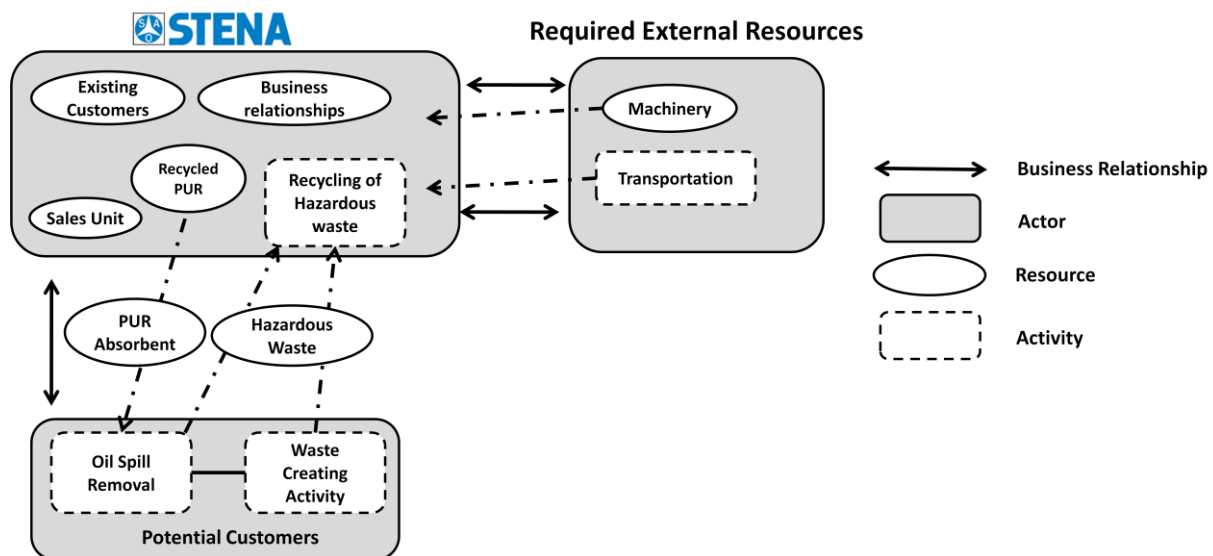 SAO
STENA
Required External Resources
Existing
Customers
Business
relationships
Machinery
Recycled
PUR
Recycling of
Hazardous
waste
Transportation
Sales Unit
Business Relationship
Actor
Resource
Activity
PUR
Absorbent
Hazardous
Waste
Oil Spill
Removal
Waste
Creating
Activity
Potential Customers